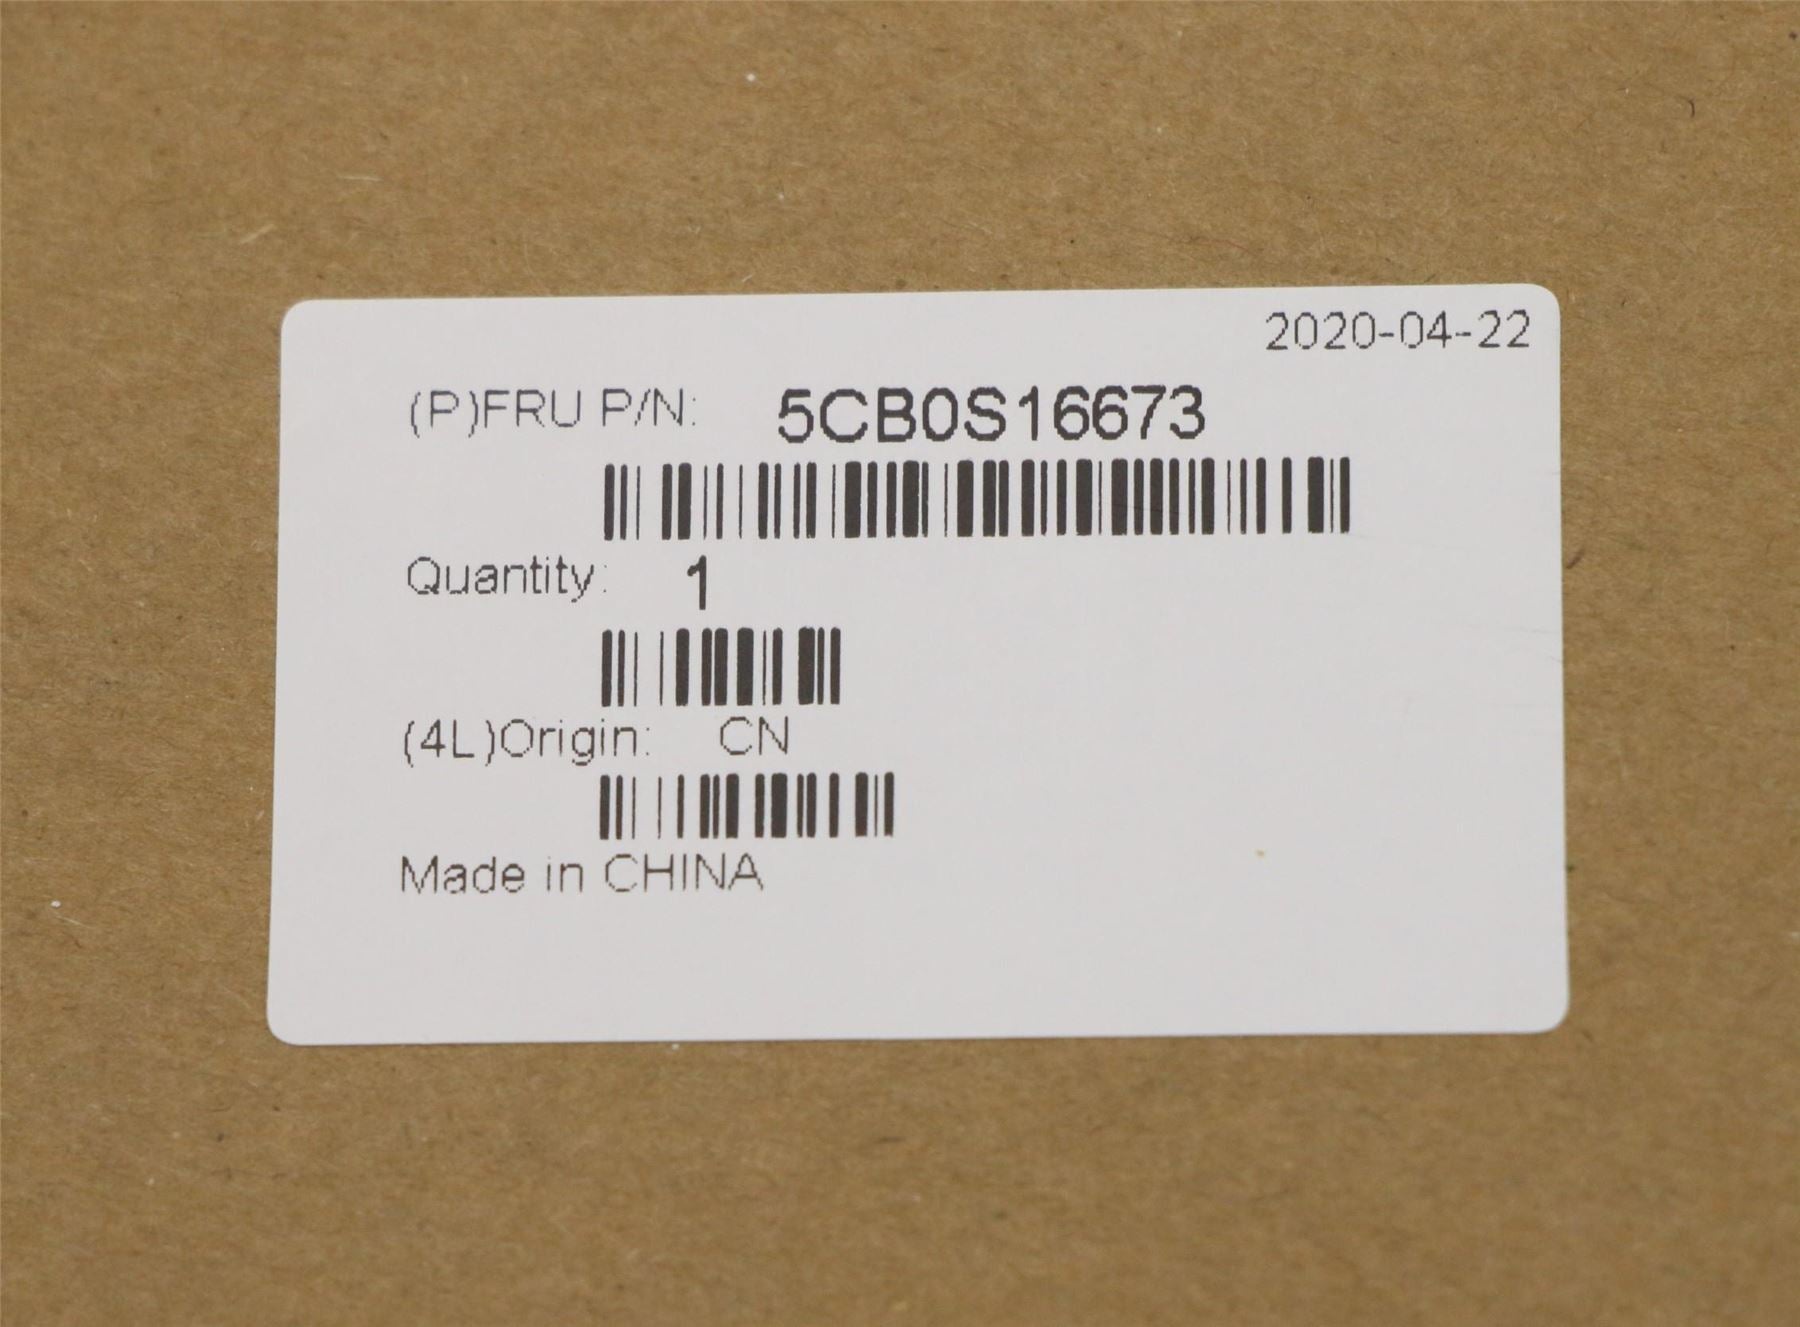 2020-04-22
(P)FRU P/N: 5CB0S16673
Quantity: 1
(4L)Origin: CN
Made in CHINA